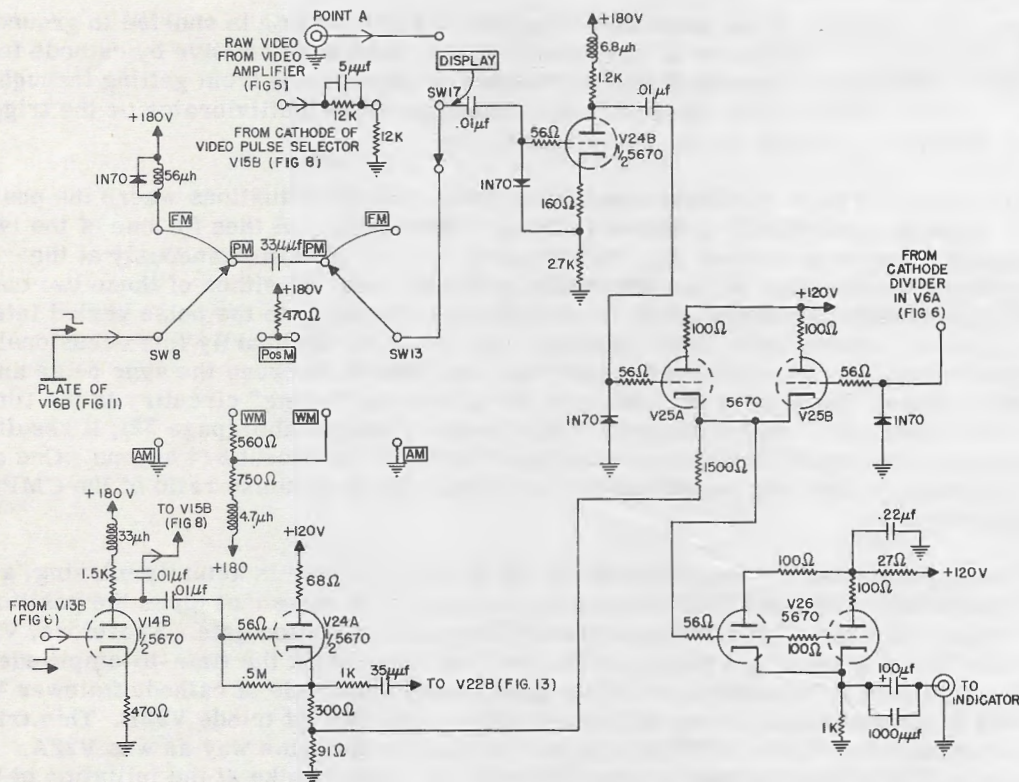 POINT A
RAW VIDEO
FROM VIDEO
AMPLIFIER
(FIG 5)
5μμf
12K
12K
FROM CATHODE OF
VIDEO PULSE SELECTOR
V15B (FIG 8)
DISPLAY
SW17
.01μf
+180V
68μh
1.2K
.01μf
56Ω
V24B
1/2 5670
1N70
160Ω
2.7K
+180V
1N70
56μh
FM
FM
PM
33μμf
PM
+180V
470Ω
Pos M
SW 8
SW13
PLATE OF
V16B (FIG 11)
FROM
CATHODE
DIVIDER
IN V6A
(FIG 6)
+120V
100Ω
100Ω
56Ω
56Ω
5670
V25A
V25B
1N70
1N70
1500Ω
WM
WM
560Ω
750Ω
4.7μh
+180
AM
AM
+180V
TO V15B
(FIG 8)
33μh
1.5K
.01μf
FROM V13B
(FIG 6)
V14B
1/2 5670
470Ω
+120V
68Ω
V24A
1/2 5670
56Ω
.5M
1K
35μμf
TO V22B (FIG. 13)
300Ω
91Ω
.22μf
100Ω
27Ω
+120V
100Ω
V26
5670
56Ω
100Ω
100μf
+
TO
INDICATOR
1K
1000μμf